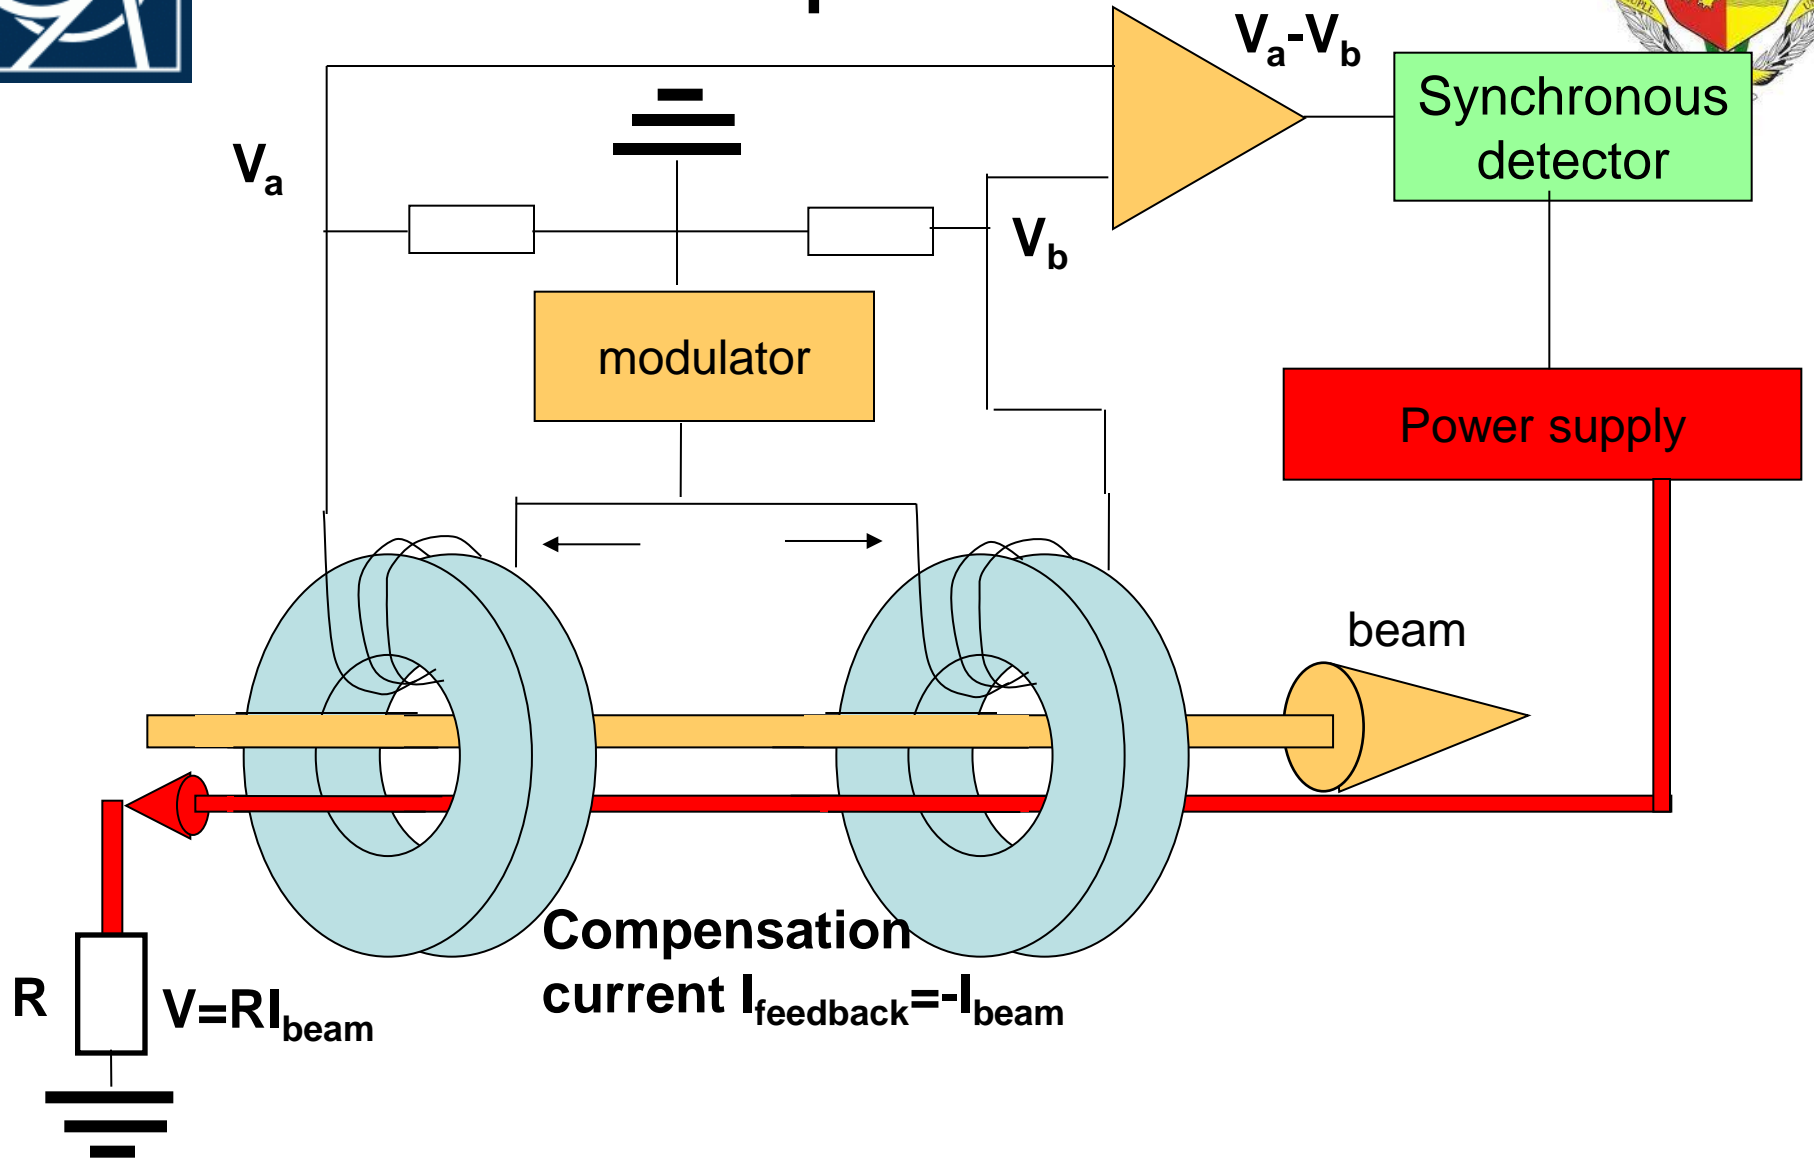 Va-Vb
Synchronous
detector
Va
Vb
modulator
Power supply
beam
Compensation
current Ifeedback=-Ibeam
R
V=RIbeam